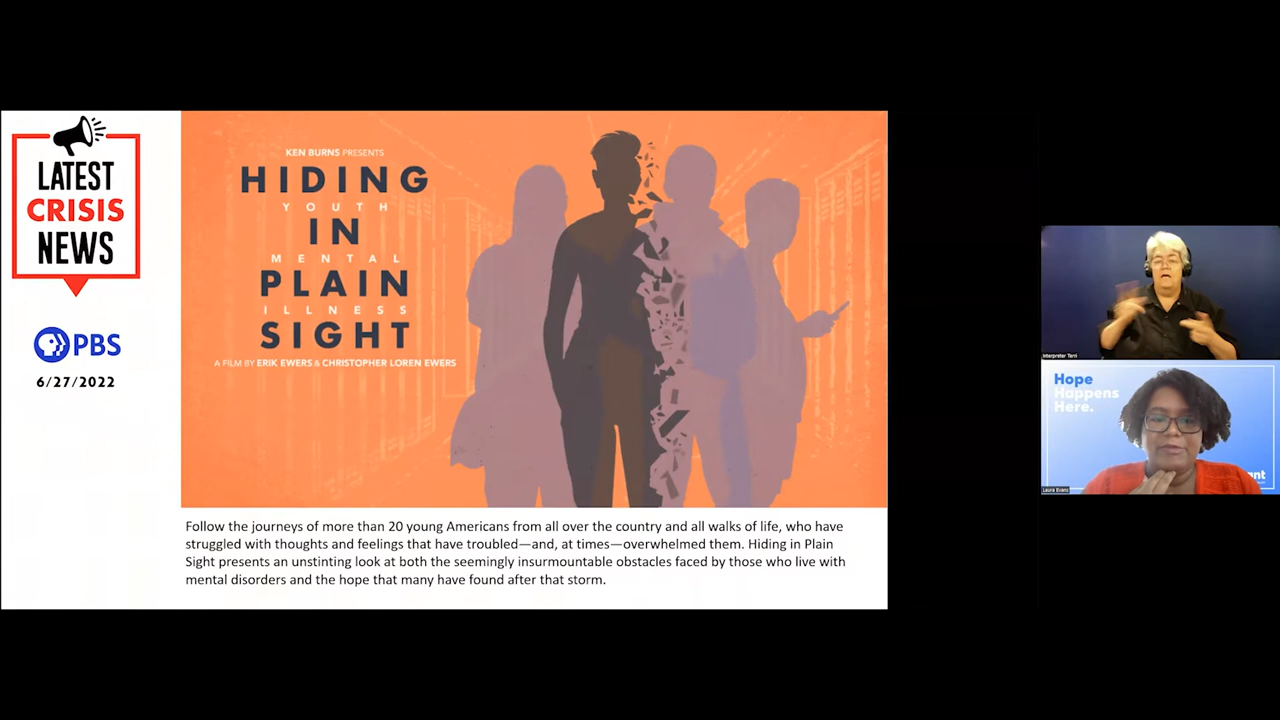 LATEST
CRISIS
NEWS
PBS
6/27/2022
KEN BURNS PRESENTS
HIDING
YOUTH
IN
MENTAL
PLAIN
ILLNESS
SIGHT
A FILM BY ERIK EWERS & CHRISTOPHER LOREN EWERS
Follow the journeys of more than 20 young Americans from all over the country and all walks of life, who have
struggled with thoughts and feelings that have troubled—and, at times—overwhelmed them. Hiding in Plain
Sight presents an unstinting look at both the seemingly insurmountable obstacles faced by those who live with
mental disorders and the hope that many have found after that storm.
Interpreter Terri
Hope
Happens
Here.
Laura Evans